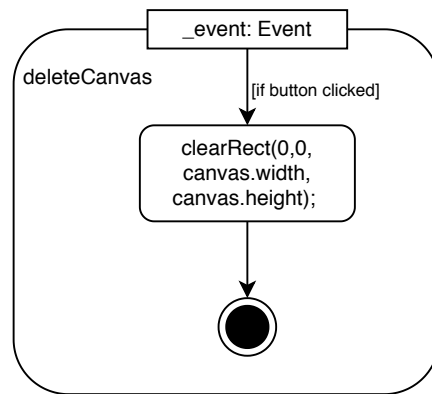 _event: Event
deleteCanvas
[if button clicked]
clearRect(0,0,
canvas.width,
canvas.height);